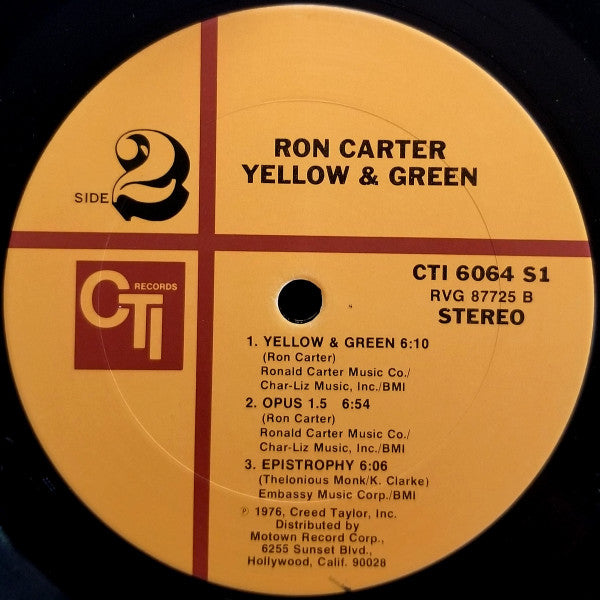 SIDE 2
RON CARTER
YELLOW & GREEN
CTI RECORDS
CTI 6064 S1
RVG 87725 B
STEREO
1. YELLOW & GREEN 6:10
(Ron Carter)
Ronald Carter Music Co./
Char-Liz Music, Inc./BMI
2. OPUS 1.5 6:54
(Ron Carter)
Ronald Carter Music Co./
Char-Liz Music, Inc./BMI
3. EPISTROPHY 6:06
(Thelonious Monk/K. Clarke)
Embassy Music Corp./BMI
℗ 1976, Creed Taylor, Inc.
Distributed by
Motown Record Corp.,
6255 Sunset Blvd.,
Hollywood, Calif. 90028